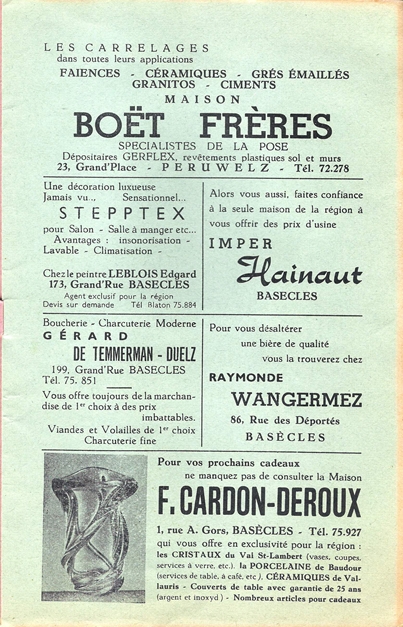 LES CARRELAGES
dans toutes leurs applications
FAIENCES - CÉRAMIQUES - GRÉS ÉMAILLÉS
GRANITOS - CIMENTS
MAISON
BOËT FRÈRES
SPECIALISTES DE LA POSE
Dépositaires GERFLEX, revêtements plastiques sol et murs
23, Grand'Place - PERUWELZ - Tél. 72.278
Une décoration luxueuse
Jamais vu... Sensationnel...
STEPPTEX
pour Salon - Salle à manger etc...
Avantages : insonorisation -
Lavable - Climatisation -
Chez le peintre LEBLOIS Edgard
173, Grand'Rue BASECLES
Agent exclusif pour la région
Devis sur demande Tél Blaton 75.884
Alors vous aussi, faites confiance
à la seule maison de la région à
vous offrir des prix d'usine
IMPER
Hainaut
BASECLES
Boucherie - Charcuterie Moderne
GÉRARD
DE TEMMERMAN - DUELZ
199, Grand'Rue BASECLES
Tél. 75. 851
Vous offre toujours de la marchan-
dise de 1er choix à des prix
imbattables.
Viandes et Volailles de 1er choix
Charcuterie fine
Pour vous désaltérer
une bière de qualité
vous la trouverez chez
RAYMONDE
WANGERMEZ
86, Rue des Déportés
BASÈCLES
Pour vos prochains cadeaux
ne manquez pas de consulter la Maison
F. CARDON-DEROUX
1, rue A. Gors, BASÈCLES - Tél. 75.927
qui vous offre en exclusivité pour la région :
les CRISTAUX du Val St-Lambert (vases, coupes,
services à verre, etc.). la PORCELAINE de Baudour
(services de table, à café, etc). CÉRAMIQUES de Val-
lauris - Couverts de table avec garantie de 25 ans
(argent et inoxyd) - Nombreux articles pour cadeaux